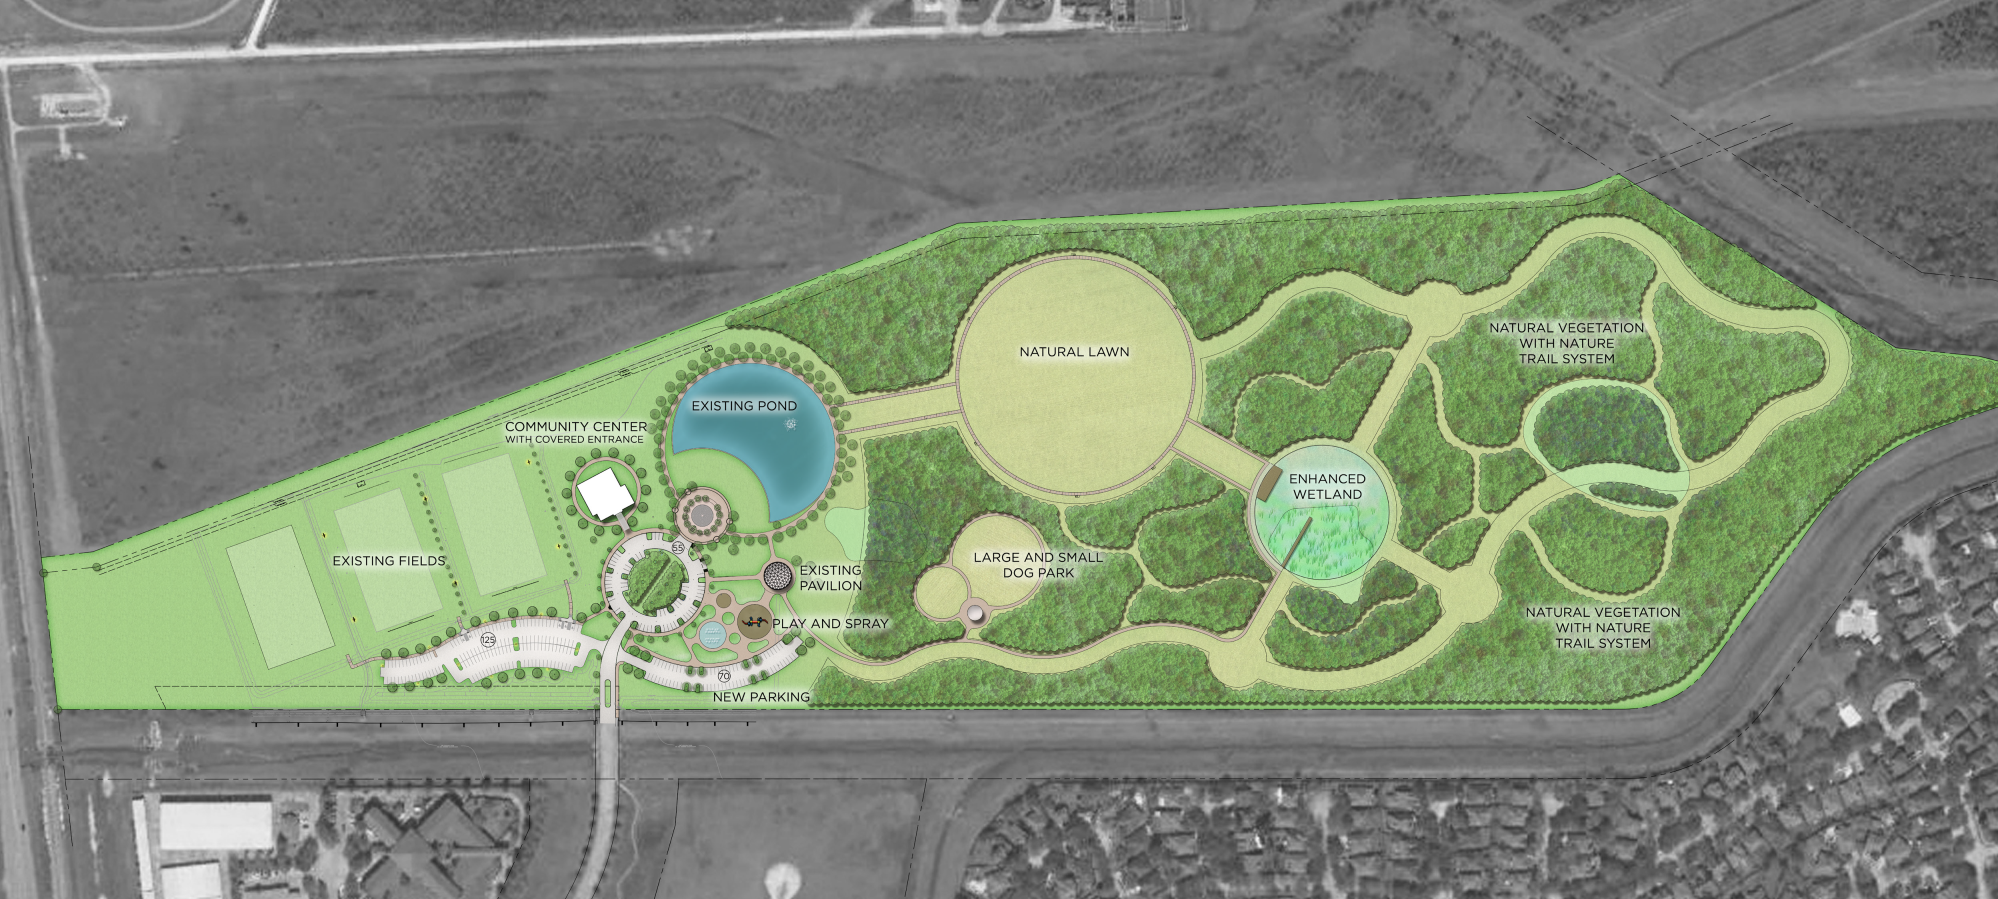 NATURAL VEGETATION
WITH NATURE
TRAIL SYSTEM
NATURAL LAWN
EXISTING POND
COMMUNITY CENTER
WITH COVERED ENTRANCE
ENHANCED
WETLAND
EXISTING FIELDS
55
EXISTING
PAVILION
LARGE AND SMALL
DOG PARK
PLAY AND SPRAY
NATURAL VEGETATION
WITH NATURE
TRAIL SYSTEM
125
70
NEW PARKING